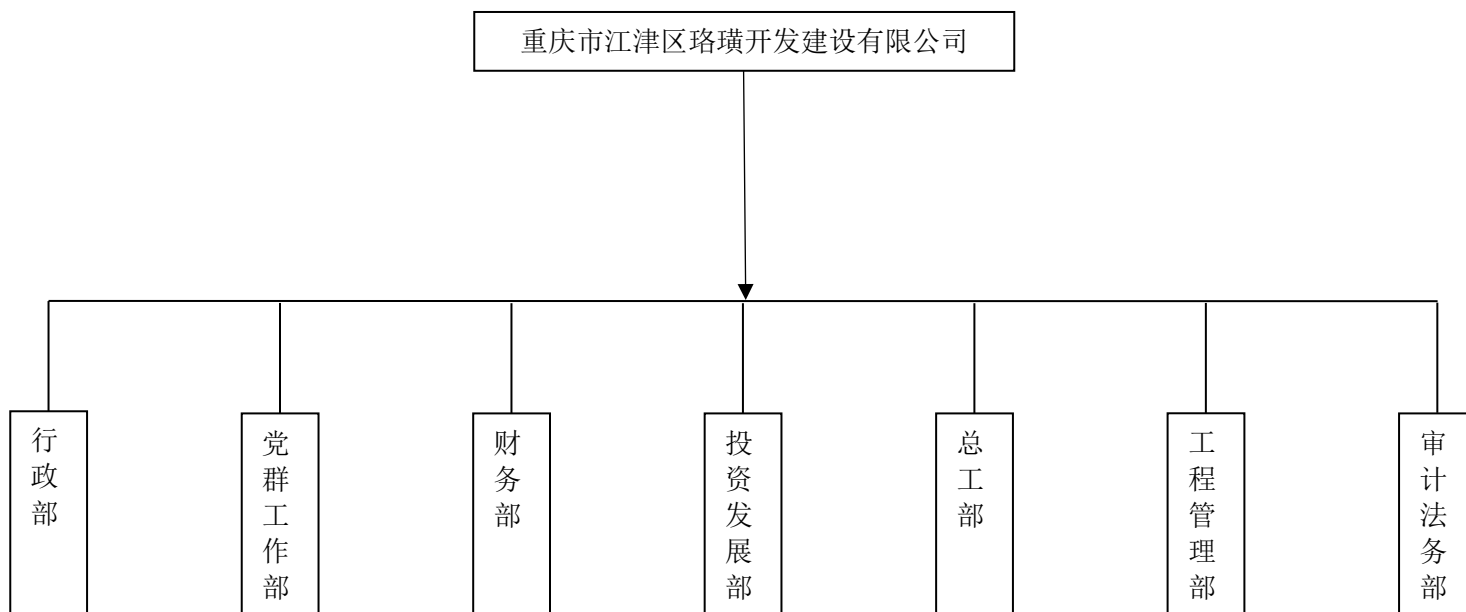 重庆市江津区珞璜开发建设有限公司
行政部
党群工作部
财务部
投资发展部
总工部
工程管理部
审计法务部